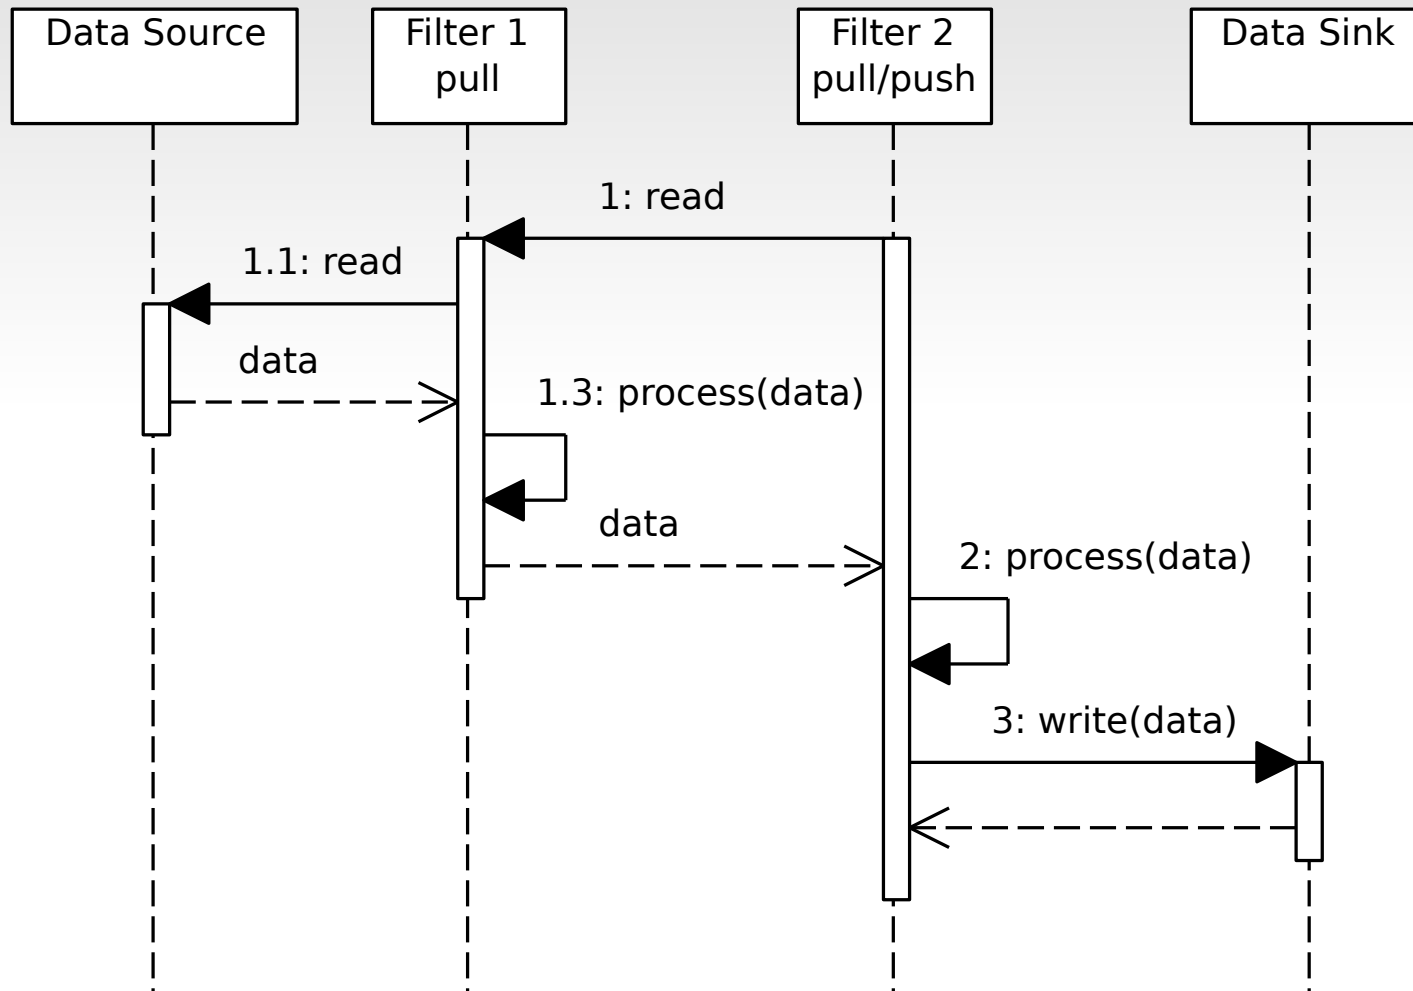 Data Source
Filter 1
pull
Filter 2
pull/push
Data Sink
1: read
1.1: read
data
1.3: process(data)
data
2: process(data)
3: write(data)